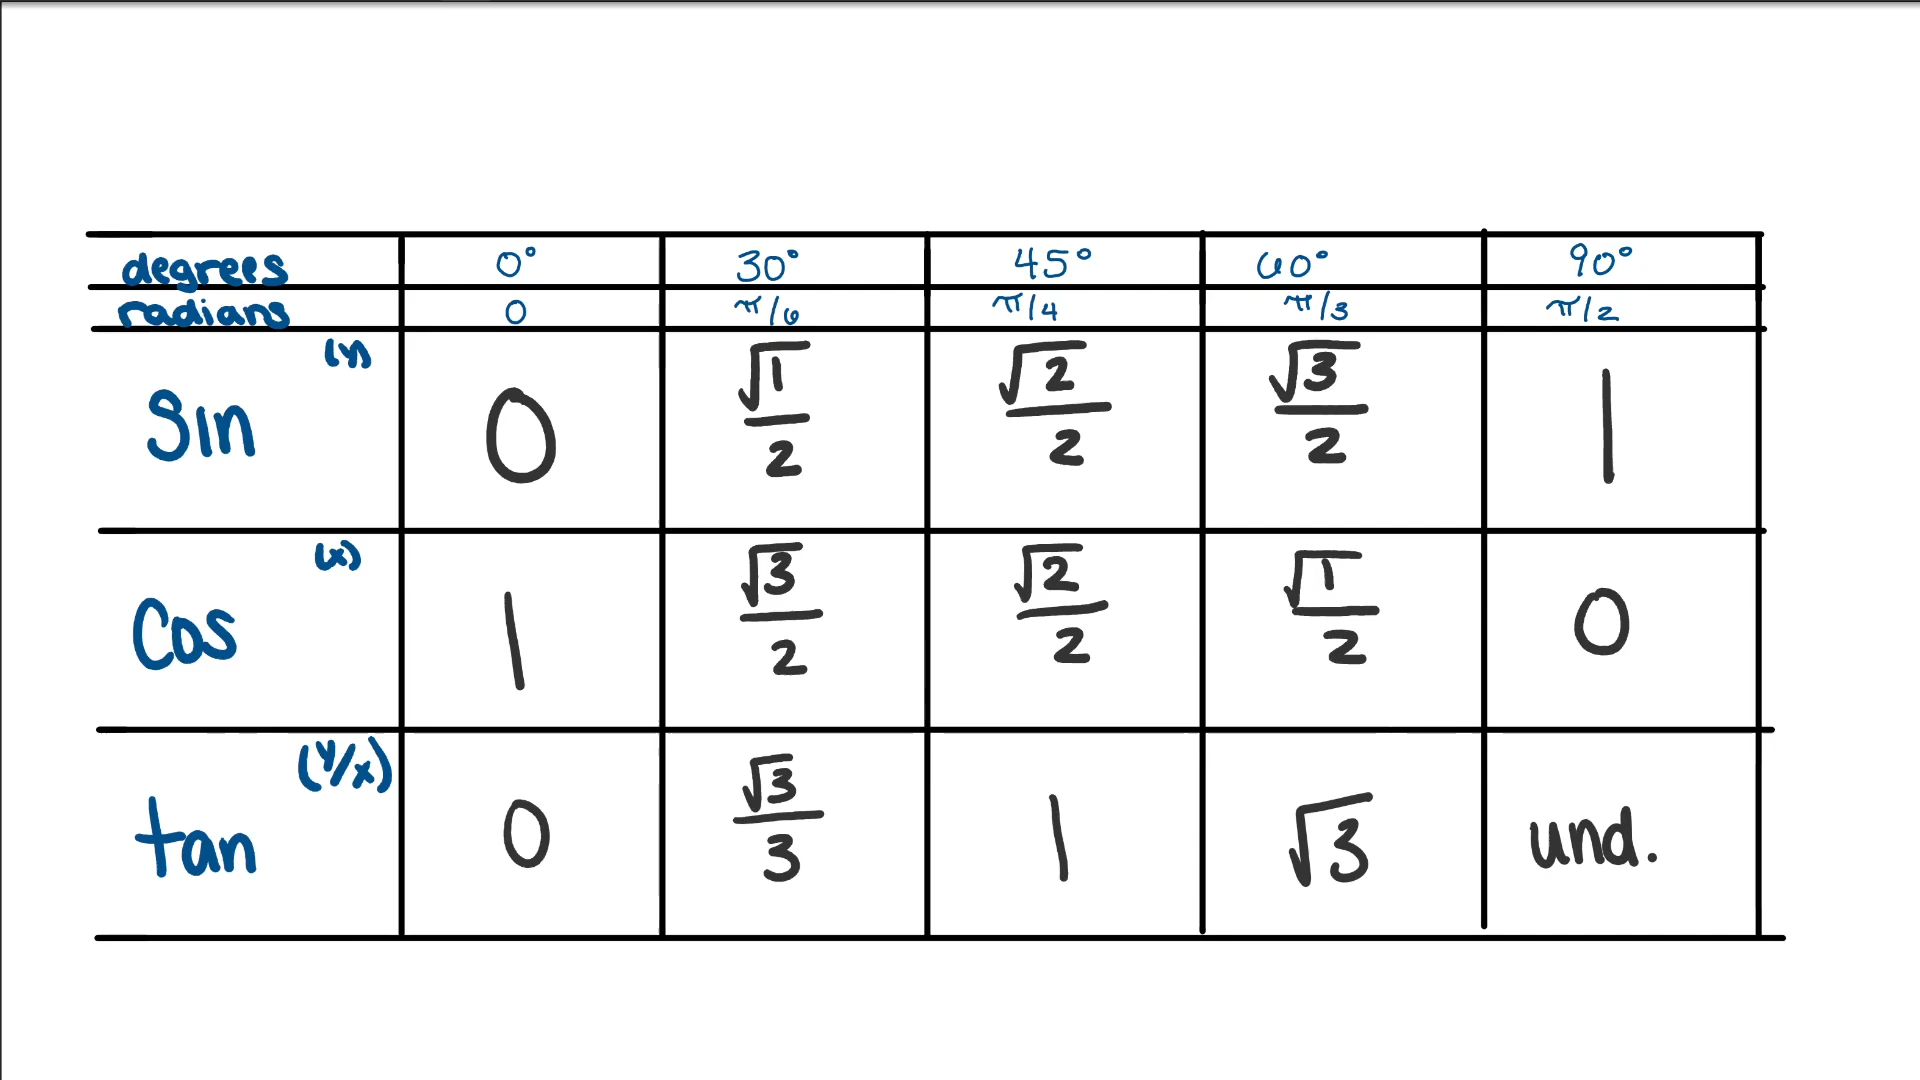 degrees 0° 30° 45° 60° 90°
radians 0 π/6 π/4 π/3 π/2
Sin (y) 0 √1/2 √2/2 √3/2 1
Cos (x) 1 √3/2 √2/2 √1/2 0
tan (y/x) 0 √3/3 1 √3 und.